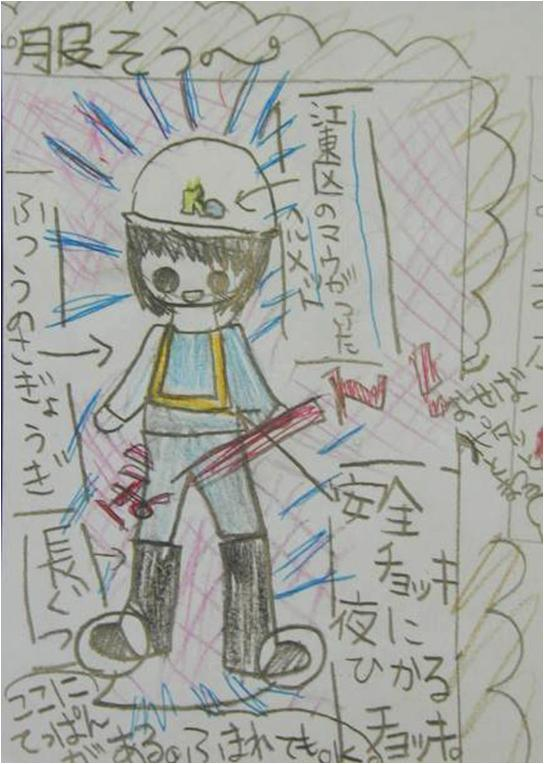 服そう〜
江東区のマークがついた
ヘルメット
ふつうのさぎょうぎ
長ぐつ
安全
チョッキ
夜に
ひかる
チョッキ。
ここに
てっぱん
がある。ふまれてもok。